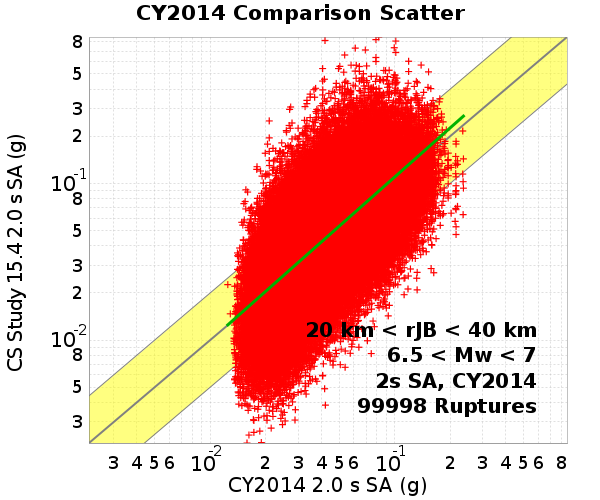 CY2014 Comparison Scatter
CS Study 15.4 2.0 s SA (g)
8
5
3
2
10^-1
8
5
3
2
10^-2
8
5
3
20 km < rJB < 40 km
6.5 < Mw < 7
2s SA, CY2014
99998 Ruptures
3 4 5 6 10^-2 2 3 4 5 6 10^-1 2 3 4 5 6 8
CY2014 2.0 s SA (g)